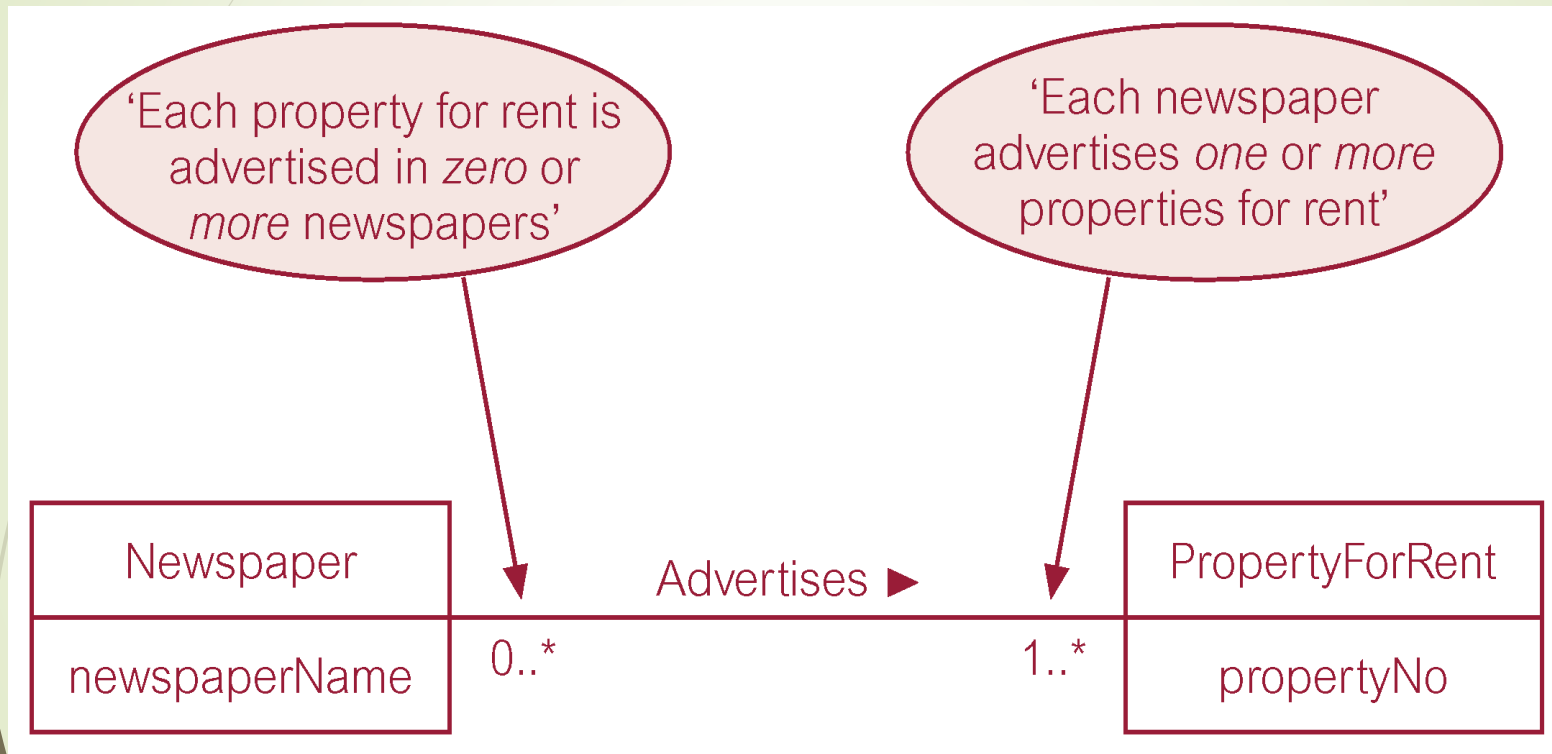 ‘Each property for rent is
advertised in zero or
more newspapers’
‘Each newspaper
advertises one or more
properties for rent’
Newspaper
newspaperName
0..*
Advertises ►
1..*
PropertyForRent
propertyNo